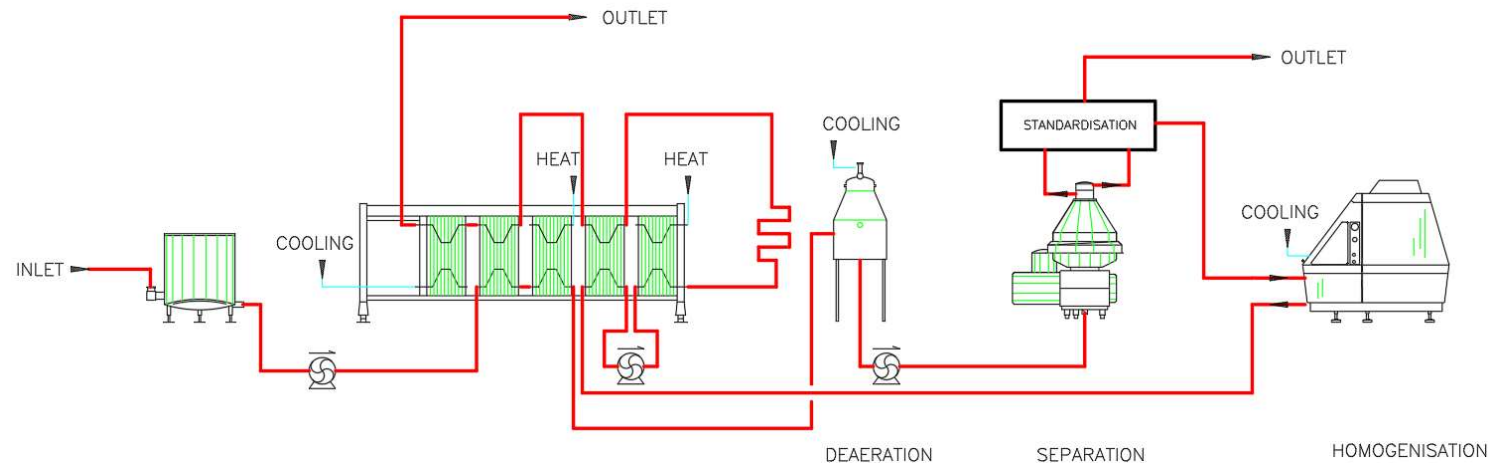 OUTLET
OUTLET
STANDARDISATION
COOLING
HEAT
HEAT
COOLING
COOLING
INLET
DEAERATION
SEPARATION
HOMOGENISATION